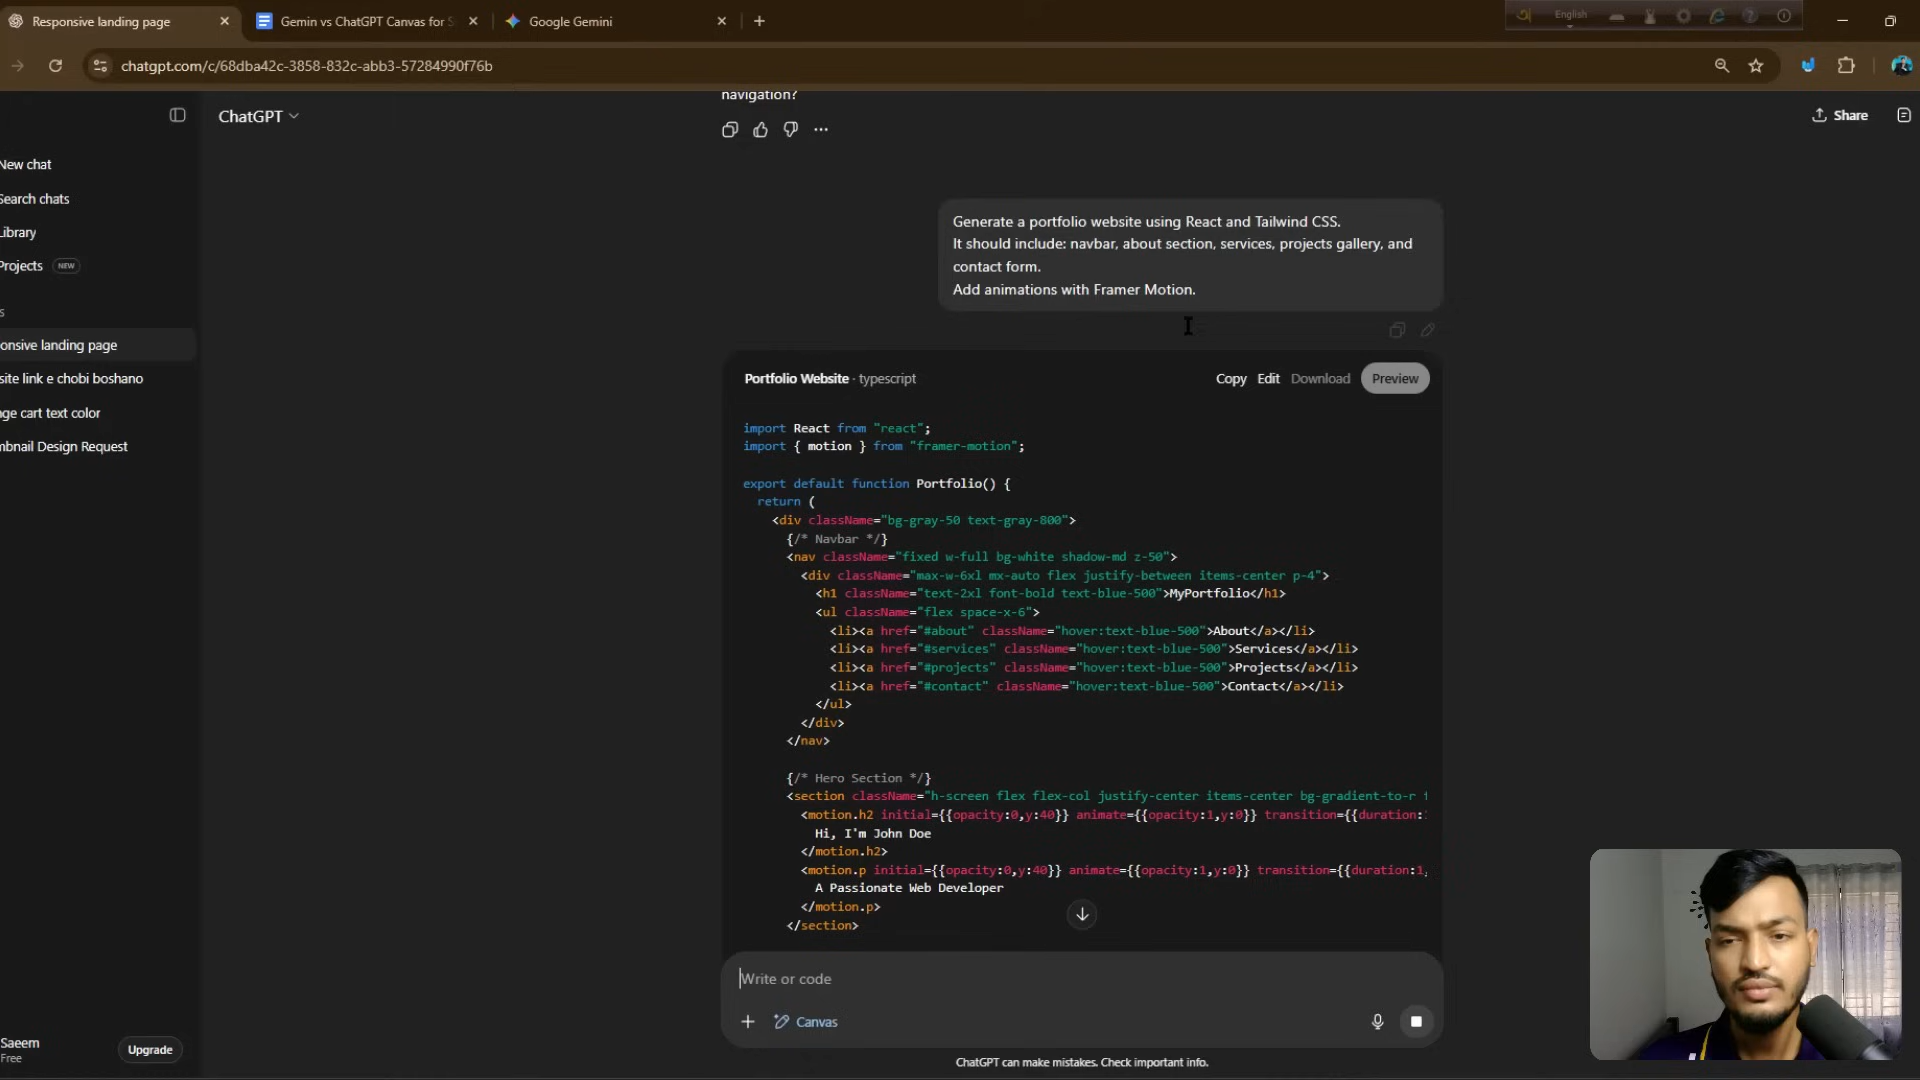 Responsive landing page
Gemin vs ChatGPT Canvas for S
Google Gemini
English
chatgpt.com/c/68dba42c-3858-832c-abb3-57284990f76b
ChatGPT
Share
navigation?
New chat
Search chats
Library
Projects NEW
s
onsive landing page
site link e chobi boshano
nge cart text color
mbnail Design Request
Generate a portfolio website using React and Tailwind CSS.
It should include: navbar, about section, services, projects gallery, and
contact form.
Add animations with Framer Motion.
Portfolio Website · typescript
Copy Edit Download Preview
import React from "react";
import { motion } from "framer-motion";
export default function Portfolio() {
return (
<div className="bg-gray-50 text-gray-800">
{/* Navbar */}
<nav className="fixed w-full bg-white shadow-md z-50">
<div className="max-w-6xl mx-auto flex justify-between items-center p-4">
<h1 className="text-2xl font-bold text-blue-500">MyPortfolio</h1>
<ul className="flex space-x-6">
<li><a href="#about" className="hover:text-blue-500">About</a></li>
<li><a href="#services" className="hover:text-blue-500">Services</a></li>
<li><a href="#projects" className="hover:text-blue-500">Projects</a></li>
<li><a href="#contact" className="hover:text-blue-500">Contact</a></li>
</ul>
</div>
</nav>
{/* Hero Section */}
<section className="h-screen flex flex-col justify-center items-center bg-gradient-to-r f
<motion.h2 initial={{opacity:0,y:40}} animate={{opacity:1,y:0}} transition={{duration:1
Hi, I'm John Doe
</motion.h2>
<motion.p initial={{opacity:0,y:40}} animate={{opacity:1,y:0}} transition={{duration:1,
A Passionate Web Developer
</motion.p>
</section>
Write or code
Canvas
Saeem
Free
Upgrade
ChatGPT can make mistakes. Check important info.